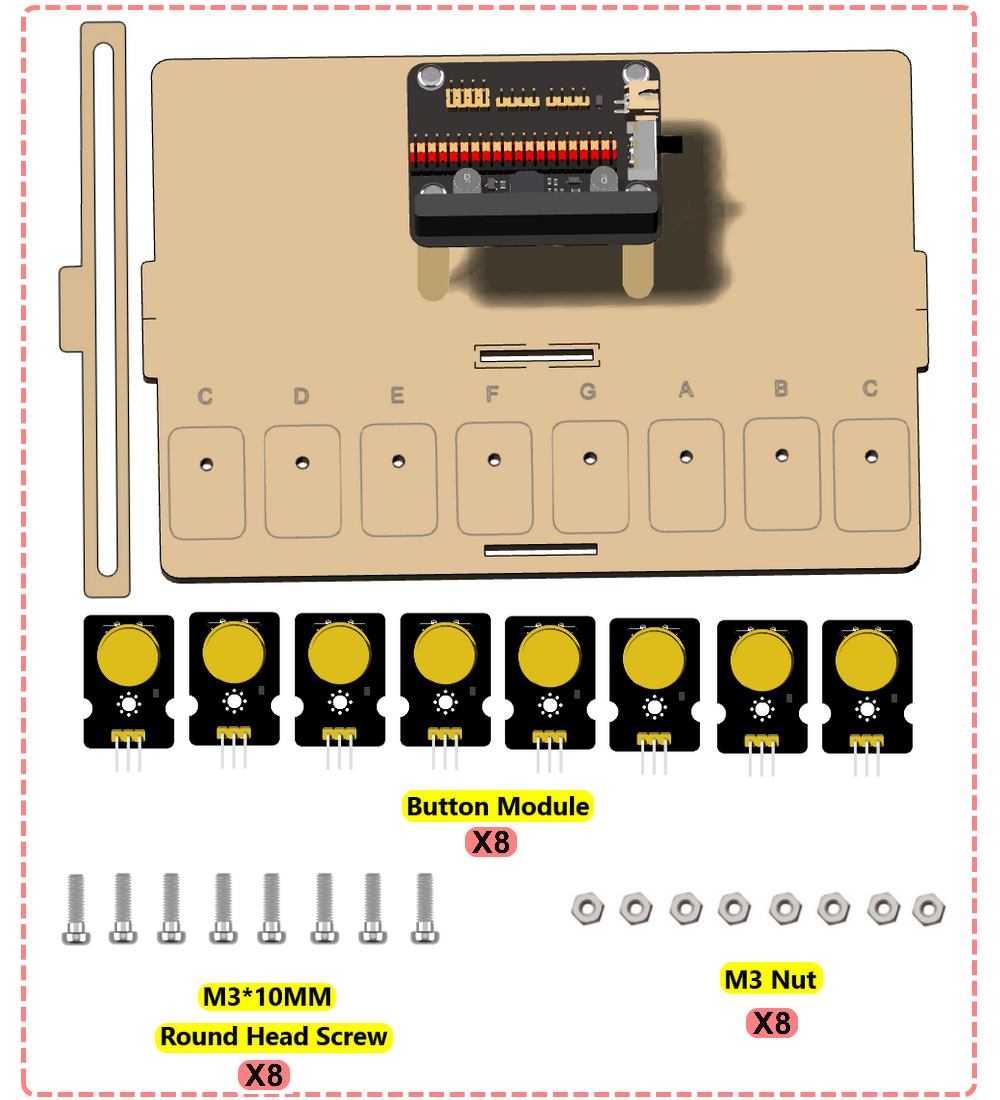 C D E F G A B C
Button Module
X8
M3*10MM
Round Head Screw
X8
M3 Nut
X8